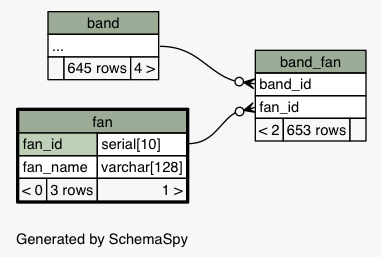 band
...
645 rows 4 >
band_fan
band_id
fan_id
< 2 653 rows
fan
fan_id serial[10]
fan_name varchar[128]
< 0 3 rows 1 >
Generated by SchemaSpy